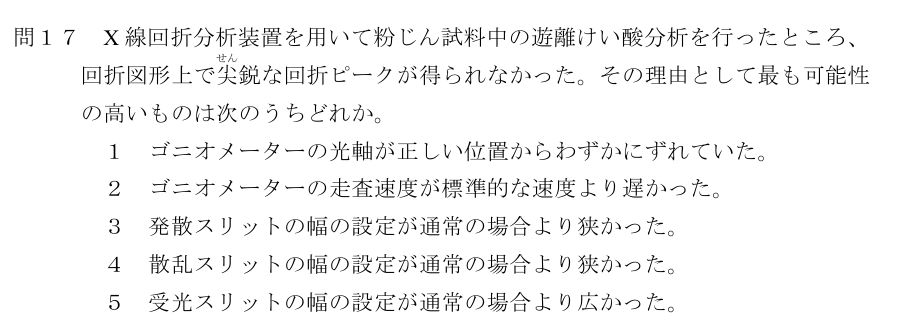 問１７　Ｘ線回折分析装置を用いて粉じん試料中の遊離けい酸分析を行ったところ、
回折図形上で尖鋭な回折ピークが得られなかった。その理由として最も可能性
せん
の高いものは次のうちどれか。
１　ゴニオメーターの光軸が正しい位置からわずかにずれていた。
２　ゴニオメーターの走査速度が標準的な速度より遅かった。
３　発散スリットの幅の設定が通常の場合より狭かった。
４　散乱スリットの幅の設定が通常の場合より狭かった。
５　受光スリットの幅の設定が通常の場合より広かった。